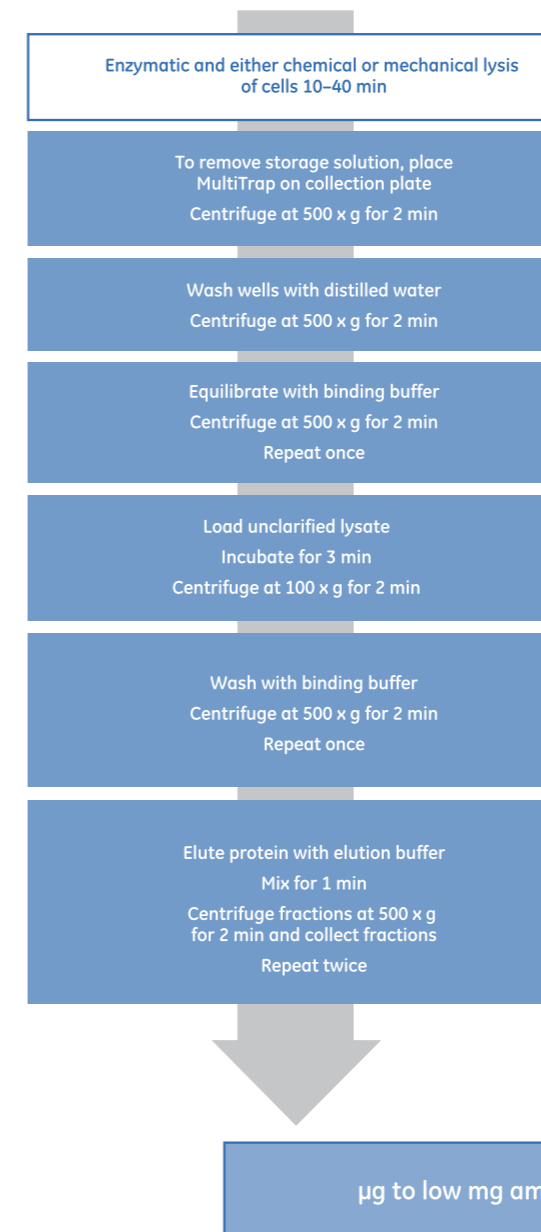 Enzymatic and either chemical or mechanical lysis
of cells 10–40 min
To remove storage solution, place
MultiTrap on collection plate
Centrifuge at 500 x g for 2 min
Wash wells with distilled water
Centrifuge at 500 x g for 2 min
Equilibrate with binding buffer
Centrifuge at 500 x g for 2 min
Repeat once
Load unclarified lysate
Incubate for 3 min
Centrifuge at 100 x g for 2 min
Wash with binding buffer
Centrifuge at 500 x g for 2 min
Repeat once
Elute protein with elution buffer
Mix for 1 min
Centrifuge fractions at 500 x g
for 2 min and collect fractions
Repeat twice
µg to low mg